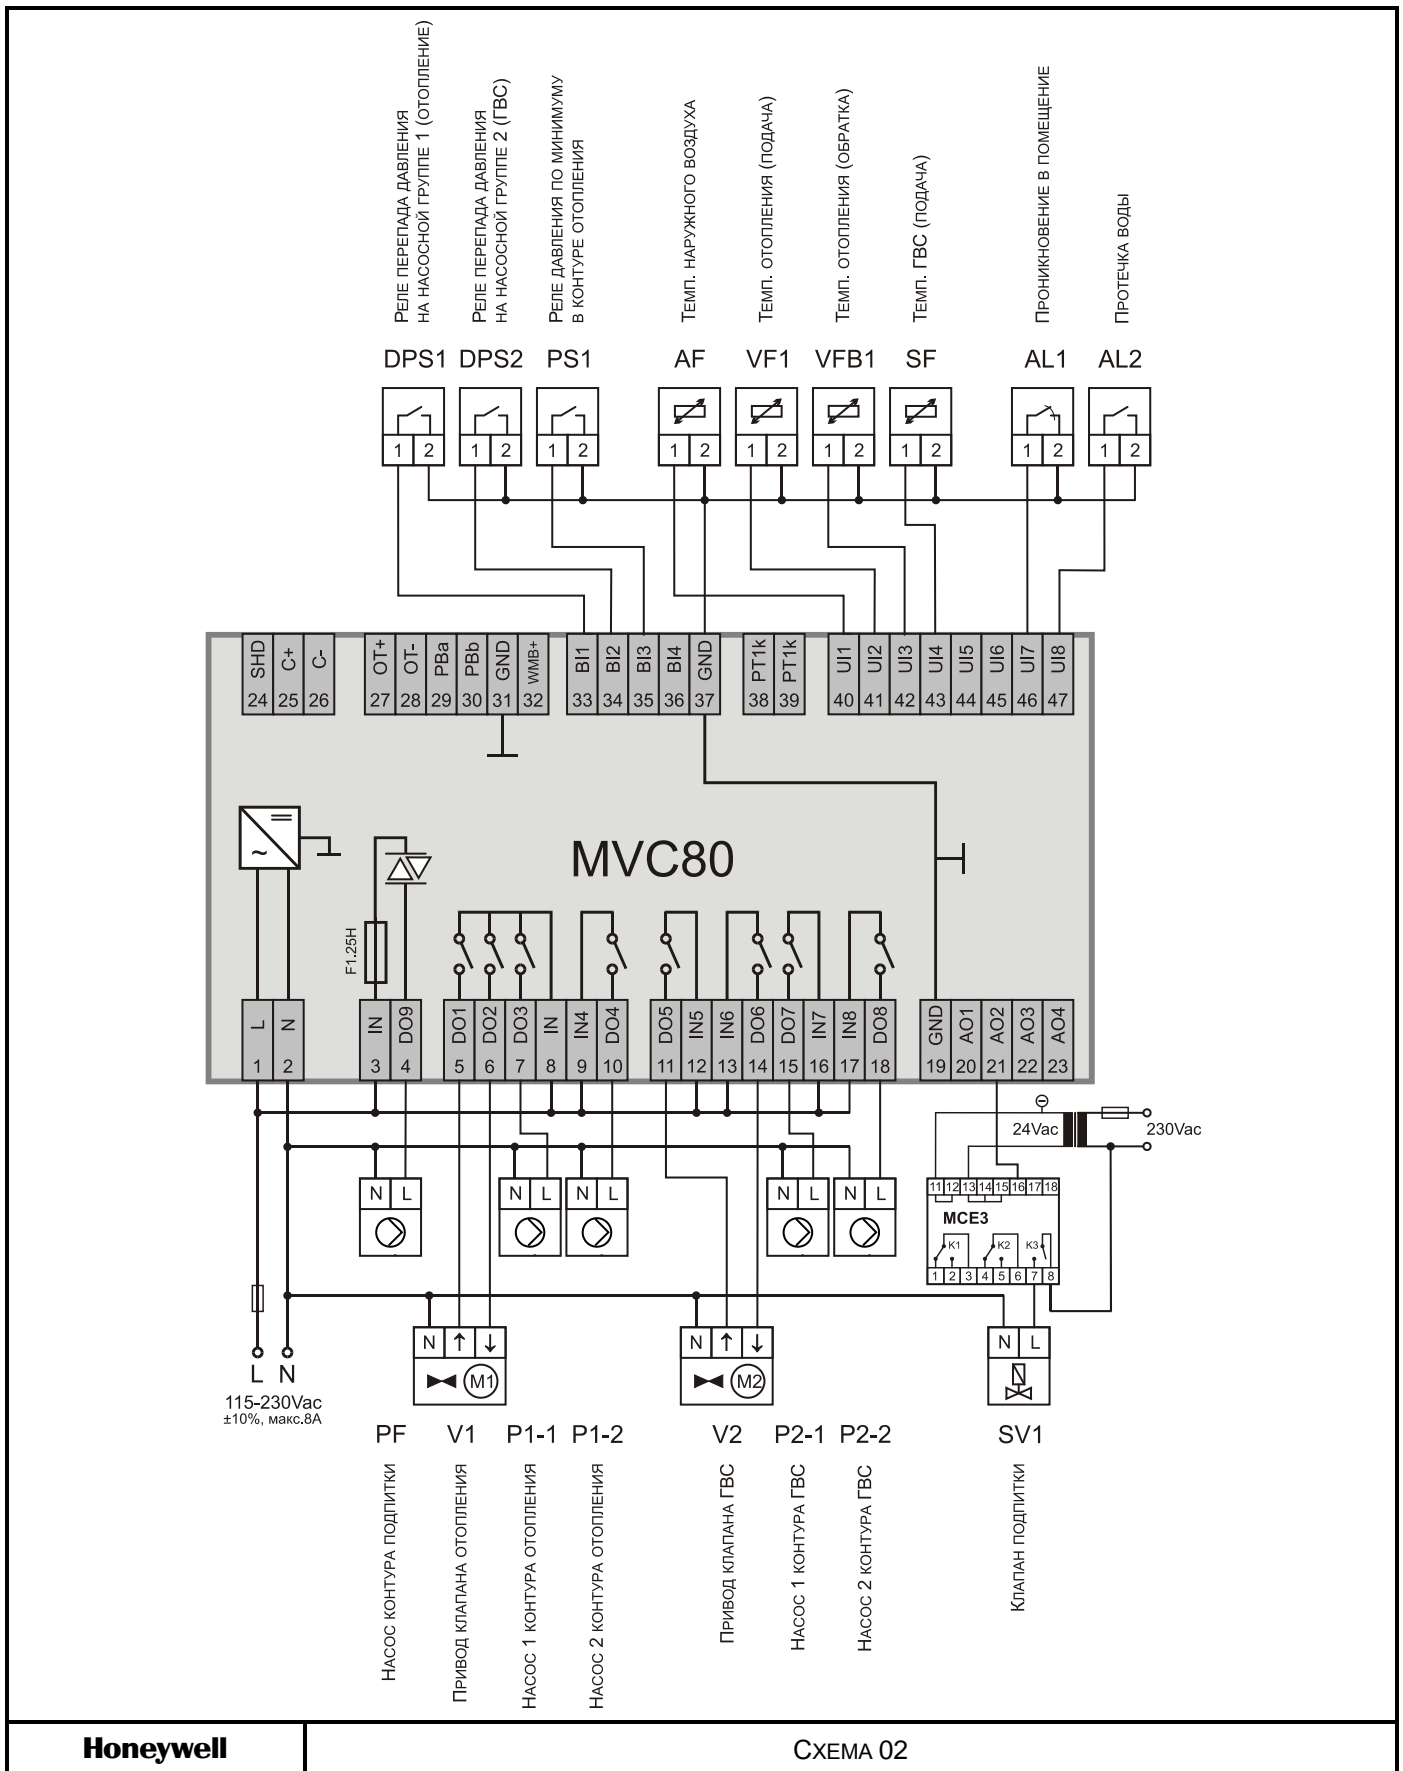 РЕЛЕ ПЕРЕПАДА ДАВЛЕНИЯ
НА НАСОСНОЙ ГРУППЕ 1 (ОТОПЛЕНИЕ)
РЕЛЕ ПЕРЕПАДА ДАВЛЕНИЯ
НА НАСОСНОЙ ГРУППЕ 2 (ГВС)
РЕЛЕ ДАВЛЕНИЯ ПО МИНИМУМУ
В КОНТУРЕ ОТОПЛЕНИЯ
ТЕМП. НАРУЖНОГО ВОЗДУХА
ТЕМП. ОТОПЛЕНИЯ (ПОДАЧА)
ТЕМП. ОТОПЛЕНИЯ (ОБРАТКА)
ТЕМП. ГВС (ПОДАЧА)
ПРОНИКНОВЕНИЕ В ПОМЕЩЕНИЕ
ПРОТЕЧКА ВОДЫ
DPS1 DPS2 PS1 AF VF1 VFB1 SF AL1 AL2
1 2 1 2 1 2 1 2 1 2 1 2 1 2 1 2 1 2
SHD C+ C- OT+ OT- PBa PBb GND WMB+ BI1 BI2 BI3 BI4 GND PT1k PT1k UI1 UI2 UI3 UI4 UI5 UI6 UI7 UI8
24 25 26 27 28 29 30 31 32 33 34 35 36 37 38 39 40 41 42 43 44 45 46 47
MVC80
F1.25H
L N IN DO9 DO1 DO2 DO3 IN IN4 DO4 DO5 IN5 IN6 DO6 DO7 IN7 IN8 DO8 GND AO1 AO2 AO3 AO4
1 2 3 4 5 6 7 8 9 10 11 12 13 14 15 16 17 18 19 20 21 22 23
24Vac 230Vac
N L N L N L N L N L
11 12 13 14 15 16 17 18
MCE3
K1 K2 K3
1 2 3 4 5 6 7 8
N ↑ ↓ N ↑ ↓ N L
M1 M2
L N
115-230Vac
±10%, макс.8А
PF V1 P1-1 P1-2 V2 P2-1 P2-2 SV1
НАСОС КОНТУРА ПОДПИТКИ
ПРИВОД КЛАПАНА ОТОПЛЕНИЯ
НАСОС 1 КОНТУРА ОТОПЛЕНИЯ
НАСОС 2 КОНТУРА ОТОПЛЕНИЯ
ПРИВОД КЛАПАНА ГВС
НАСОС 1 КОНТУРА ГВС
НАСОС 2 КОНТУРА ГВС
КЛАПАН ПОДПИТКИ
Honeywell
СХЕМА 02